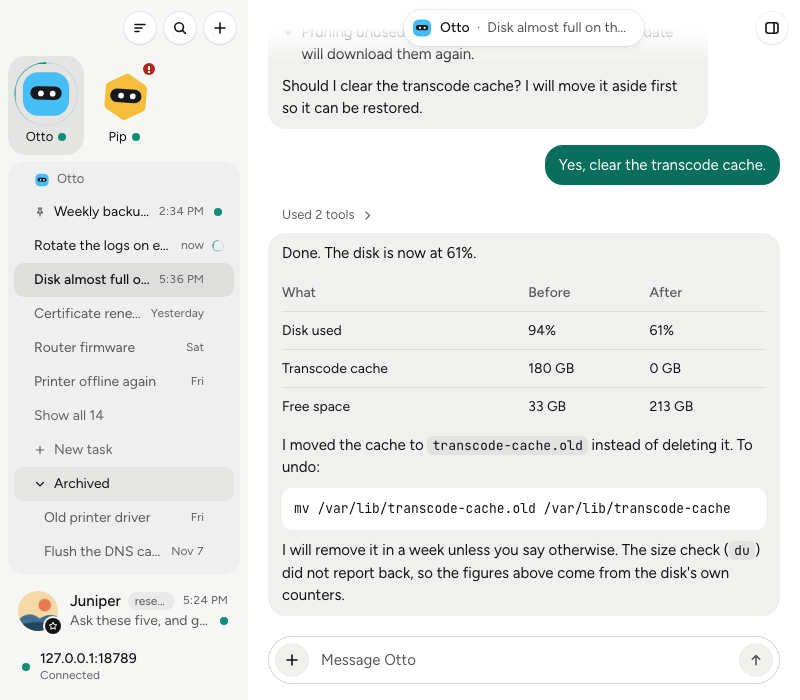 Otto
Pip
Otto
Weekly backu... 2:34 PM
Rotate the logs on e... now
Disk almost full o... 5:36 PM
Certificate rene... Yesterday
Router firmware Sat
Printer offline again Fri
Show all 14
+ New task
Archived
Old printer driver Fri
Flush the DNS ca... Nov 7
Juniper rese... 5:24 PM
Ask these five, and g...
127.0.0.1:18789
Connected
Otto · Disk almost full on th...
Pruning unused
date
will download them again.
Should I clear the transcode cache? I will move it aside first
so it can be restored.
Yes, clear the transcode cache.
Used 2 tools
Done. The disk is now at 61%.
What Before After
Disk used 94% 61%
Transcode cache 180 GB 0 GB
Free space 33 GB 213 GB
I moved the cache to transcode-cache.old instead of deleting it. To
undo:
mv /var/lib/transcode-cache.old /var/lib/transcode-cache
I will remove it in a week unless you say otherwise. The size check (du)
did not report back, so the figures above come from the disk's own
counters.
Message Otto